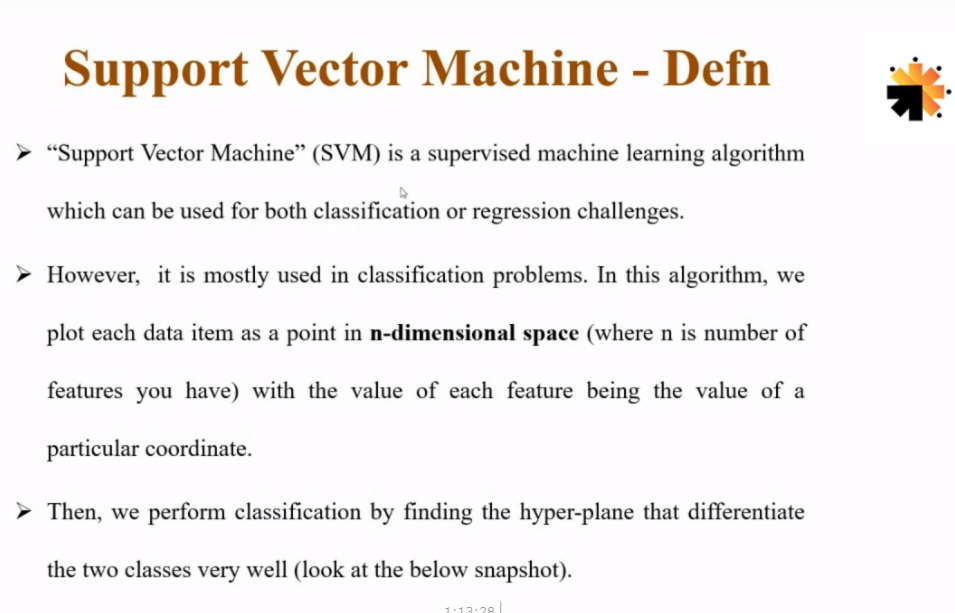 Support Vector Machine - Defn
➤ “Support Vector Machine” (SVM) is a supervised machine learning algorithm
which can be used for both classification or regression challenges.
➤ However, it is mostly used in classification problems. In this algorithm, we
plot each data item as a point in n-dimensional space (where n is number of
features you have) with the value of each feature being the value of a
particular coordinate.
➤ Then, we perform classification by finding the hyper-plane that differentiate
the two classes very well (look at the below snapshot).
1:13:28